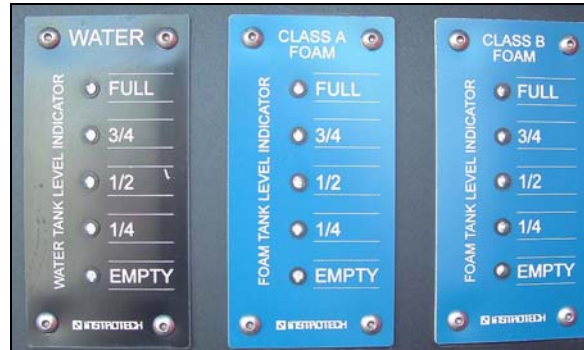 WATER
WATER TANK LEVEL INDICATOR
FULL
3/4
1/2
1/4
EMPTY
INSTROTECH
CLASS A
FOAM
FOAM TANK LEVEL INDICATOR
FULL
3/4
1/2
1/4
EMPTY
INSTROTECH
CLASS B
FOAM
FOAM TANK LEVEL INDICATOR
FULL
3/4
1/2
1/4
EMPTY
INSTROTECH